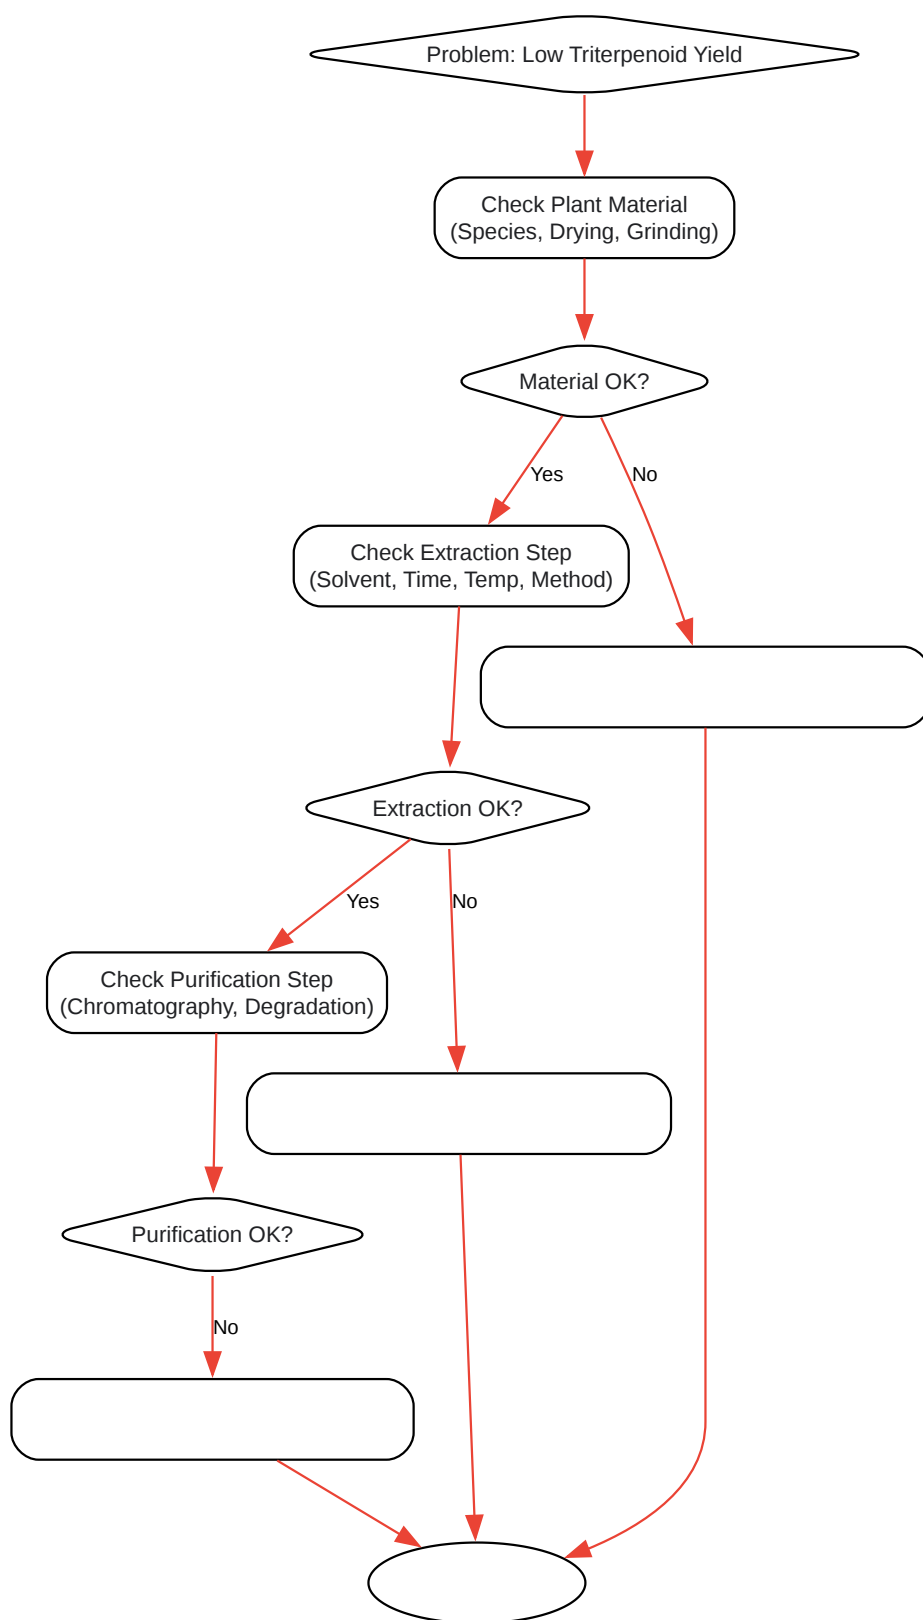 Problem: Low Triterpenoid Yield
Check Plant Material
(Species, Drying, Grinding)
Material OK?
Yes
No
Check Extraction Step
(Solvent, Time, Temp, Method)
Extraction OK?
Yes
No
Check Purification Step
(Chromatography, Degradation)
Purification OK?
No